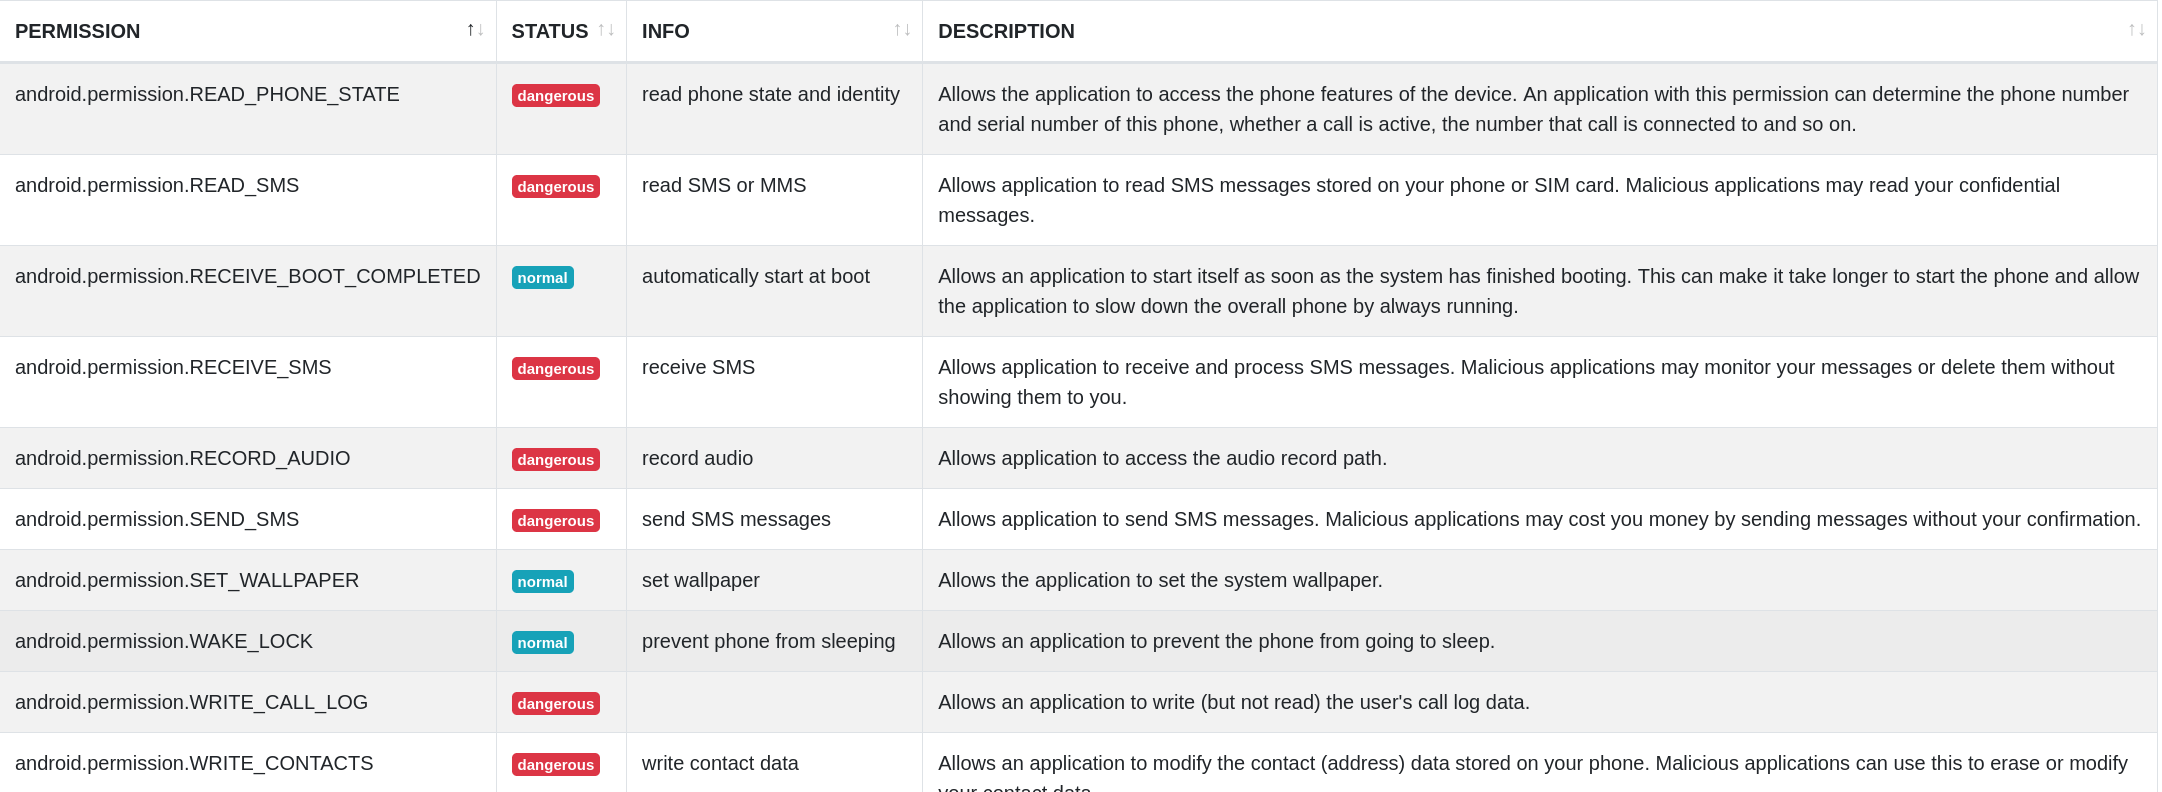 PERMISSION ↑↓ STATUS ↑↓ INFO ↑↓ DESCRIPTION ↑↓
android.permission.READ_PHONE_STATE dangerous read phone state and identity Allows the application to access the phone features of the device. An application with this permission can determine the phone number
and serial number of this phone, whether a call is active, the number that call is connected to and so on.
android.permission.READ_SMS dangerous read SMS or MMS Allows application to read SMS messages stored on your phone or SIM card. Malicious applications may read your confidential
messages.
android.permission.RECEIVE_BOOT_COMPLETED normal automatically start at boot Allows an application to start itself as soon as the system has finished booting. This can make it take longer to start the phone and allow
the application to slow down the overall phone by always running.
android.permission.RECEIVE_SMS dangerous receive SMS Allows application to receive and process SMS messages. Malicious applications may monitor your messages or delete them without
showing them to you.
android.permission.RECORD_AUDIO dangerous record audio Allows application to access the audio record path.
android.permission.SEND_SMS dangerous send SMS messages Allows application to send SMS messages. Malicious applications may cost you money by sending messages without your confirmation.
android.permission.SET_WALLPAPER normal set wallpaper Allows the application to set the system wallpaper.
android.permission.WAKE_LOCK normal prevent phone from sleeping Allows an application to prevent the phone from going to sleep.
android.permission.WRITE_CALL_LOG dangerous Allows an application to write (but not read) the user's call log data.
android.permission.WRITE_CONTACTS dangerous write contact data Allows an application to modify the contact (address) data stored on your phone. Malicious applications can use this to erase or modify
your contact data.